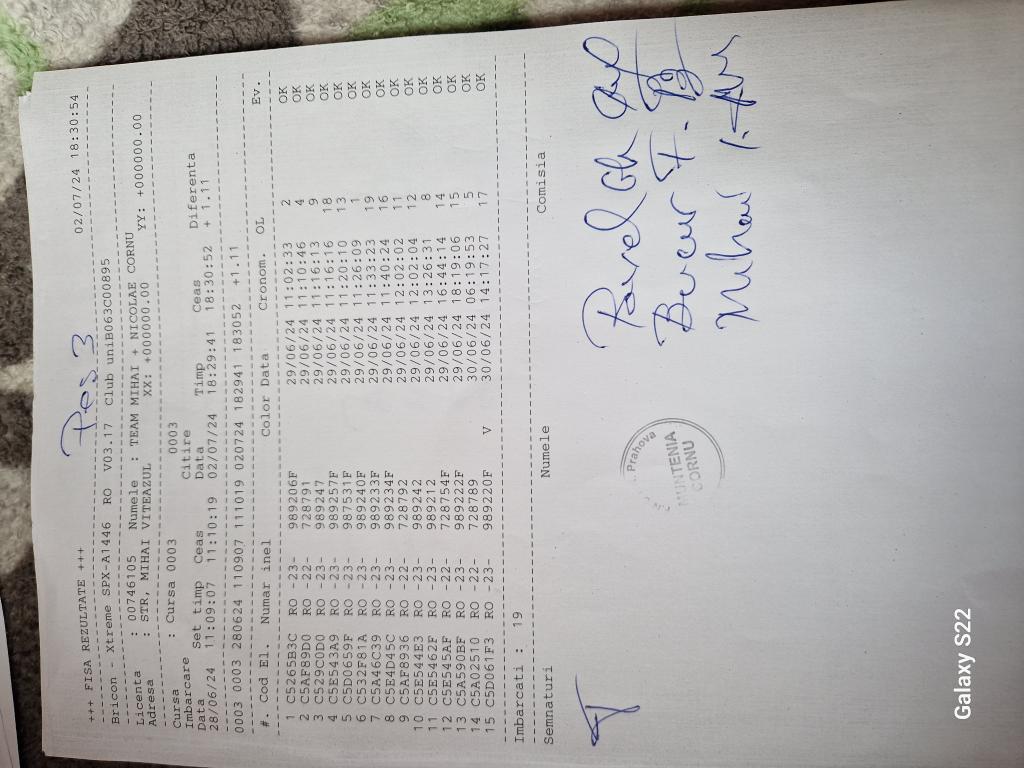 Pos. 3
+++ FISA REZULTATE +++ 02/07/24 18:30:54
Bricon - Xtreme SPX-A1446 RO V03.17 Club uniB063C00895
Licenta : 00746105 Numele : TEAM MIHAI + NICOLAE CORNU
Adresa : STR, MIHAI VITEAZUL XX: +000000.00 YY: +000000.00
Cursa : Cursa 0003 0003
Imbarcare Citire
Data Set timp Ceas Data Timp Ceas Diferenta
28/06/24 11:09:07 11:10:19 02/07/24 18:29:41 18:30:52 + 1.11
0003 0003 280624 110907 111019 020724 182941 183052 +1.11
#. Cod El. Numar inel Color Data Cronom. OL Ev.
1 C5265B3C RO -23- 989206F 29/06/24 11:02:33 2 OK
2 C5AF89D0 RO -22- 728791 29/06/24 11:10:46 4 OK
3 C529C0D0 RO -23- 989247 29/06/24 11:16:13 9 OK
4 C5E543A9 RO -23- 989257F 29/06/24 11:16:16 18 OK
5 C5D0659F RO -23- 987531F 29/06/24 11:20:10 13 OK
6 C532F81A RO -23- 989240F 29/06/24 11:26:09 1 OK
7 C5A46C39 RO -23- 989233F 29/06/24 11:33:23 19 OK
8 C5E4D45C RO -23- 989234F 29/06/24 11:40:24 16 OK
9 C5AF8936 RO -22- 728792 29/06/24 12:02:02 11 OK
10 C5E544E3 RO -23- 989242 29/06/24 12:02:04 12 OK
11 C5E5462F RO -23- 989212 29/06/24 13:26:31 8 OK
12 C5E545AF RO -22- 728754F 29/06/24 16:44:14 14 OK
13 C5A590BF RO -23- 989222F 29/06/24 18:19:06 15 OK
14 C5A02510 RO -22- 728789 30/06/24 06:19:53 5 OK
15 C5D061F3 RO -23- 989220F V 30/06/24 14:17:27 17 OK
Imbarcati : 19
Semnaturi Numele Comisia
Prahova
MUNTENIA
CORNU
Galaxy S22